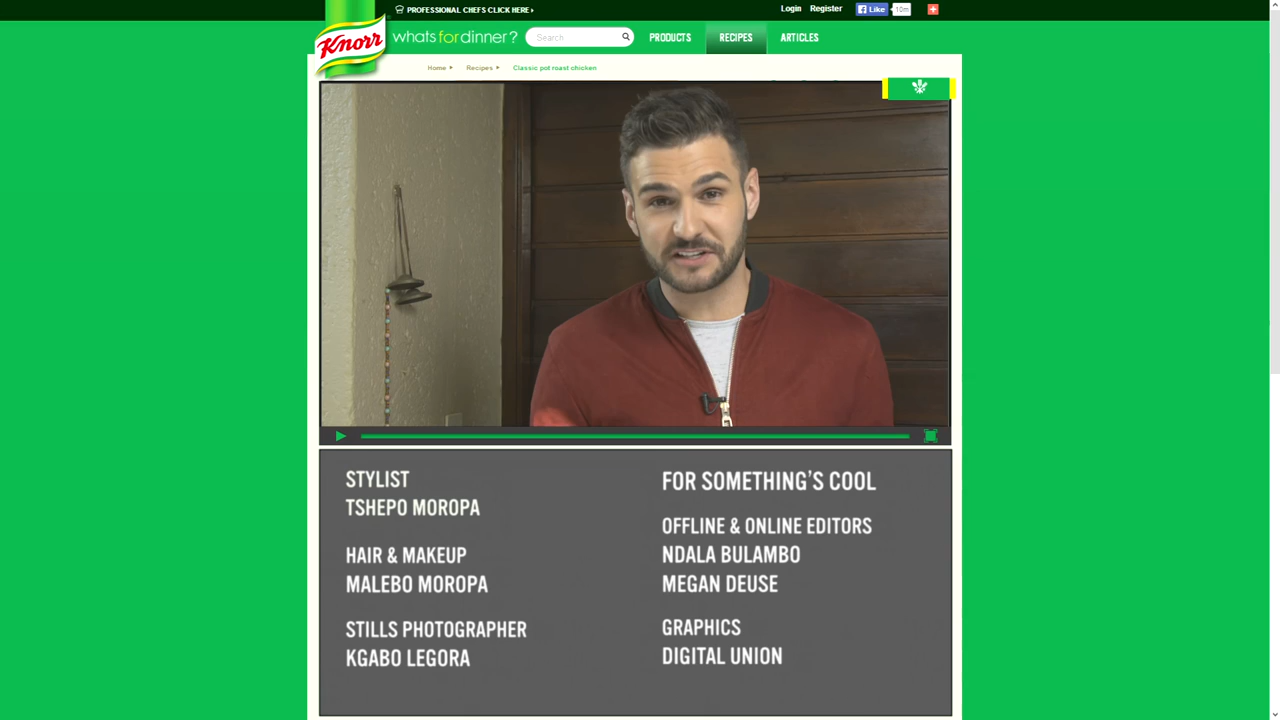 PROFESSIONAL CHEFS CLICK HERE
Login Register Like 10m
Knorr
whatsfordinner? Search PRODUCTS RECIPES ARTICLES
Home Recipes Classic pot roast chicken
STYLIST
TSHEPO MOROPA
HAIR & MAKEUP
MALEBO MOROPA
STILLS PHOTOGRAPHER
KGABO LEGORA
FOR SOMETHING'S COOL
OFFLINE & ONLINE EDITORS
NDALA BULAMBO
MEGAN DEUSE
GRAPHICS
DIGITAL UNION